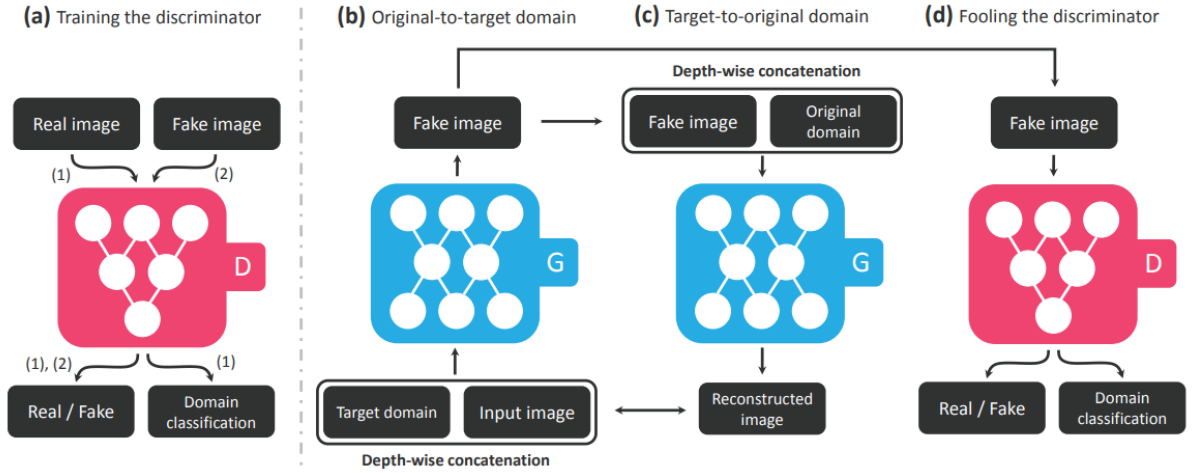 (a) Training the discriminator
(b) Original-to-target domain
(c) Target-to-original domain
(d) Fooling the discriminator
Real image
Fake image
(1)
(2)
D
(1), (2)
(1)
Real / Fake
Domain
classification
Fake image
G
Target domain
Input image
Depth-wise concatenation
Depth-wise concatenation
Fake image
Original
domain
G
Reconstructed
image
Fake image
D
Real / Fake
Domain
classification